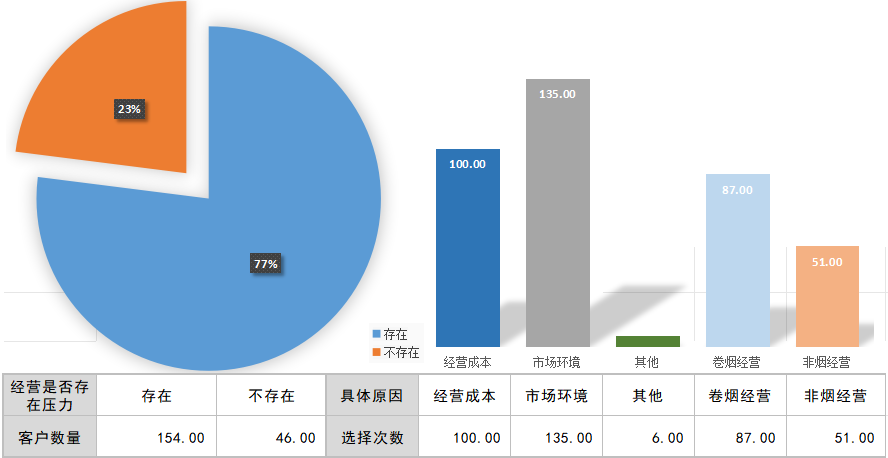 23%
77%
存在
不存在
100.00
135.00
87.00
51.00
经营成本
市场环境
其他
卷烟经营
非烟经营
经营是否存
在压力
存在
不存在
具体原因
经营成本
市场环境
其他
卷烟经营
非烟经营
客户数量
154.00
46.00
选择次数
100.00
135.00
6.00
87.00
51.00